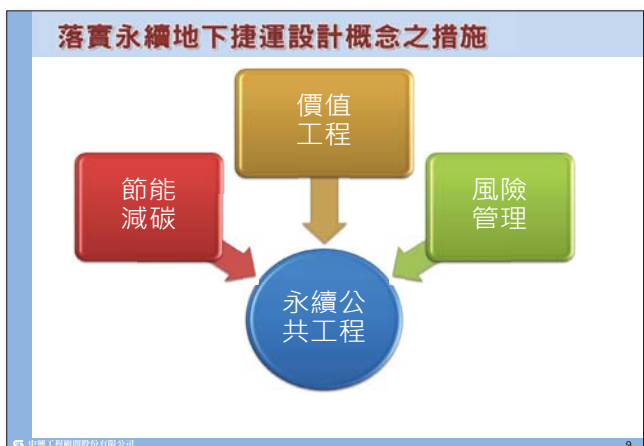 落實永續地下捷運設計概念之措施
價值
工程
節能
減碳
風險
管理
永續公
共工程
中興工程顧問股份有限公司
9